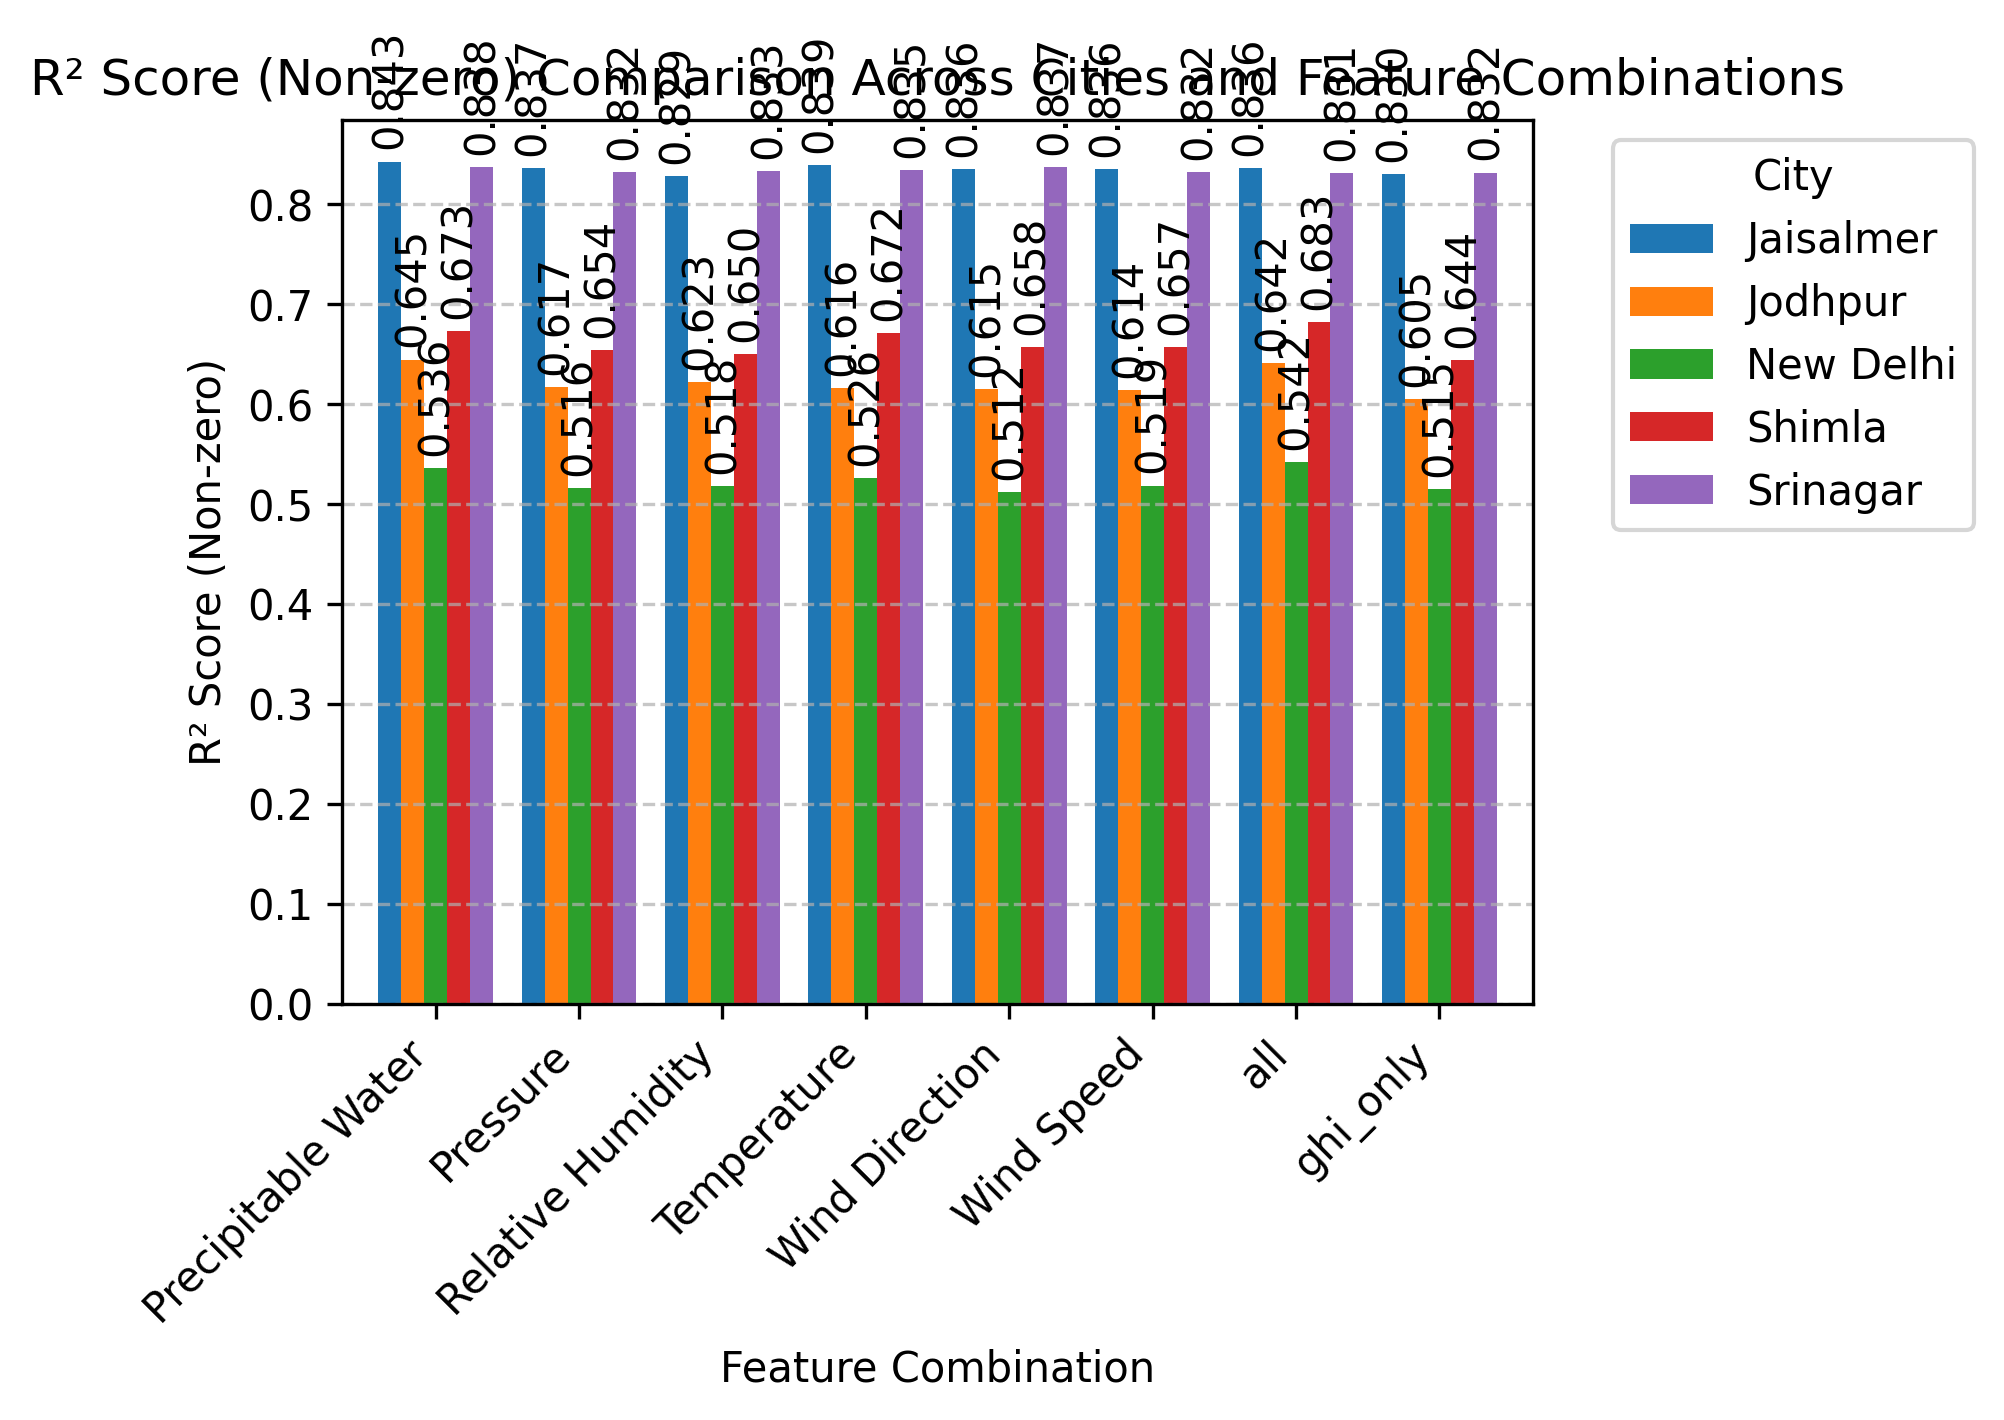 R² Score (Non-zero) Comparison Across Cities and Feature Combinations
0.843
0.645
0.536
0.673
0.838
0.837
0.617
0.516
0.654
0.832
0.829
0.623
0.518
0.650
0.833
0.839
0.616
0.526
0.672
0.835
0.836
0.615
0.512
0.658
0.837
0.836
0.614
0.519
0.657
0.832
0.836
0.642
0.542
0.683
0.831
0.830
0.605
0.515
0.644
0.832
City
Jaisalmer
Jodhpur
New Delhi
Shimla
Srinagar
R² Score (Non-zero)
0.8
0.7
0.6
0.5
0.4
0.3
0.2
0.1
0.0
Precipitable Water
Pressure
Relative Humidity
Temperature
Wind Direction
Wind Speed
all
ghi_only
Feature Combination